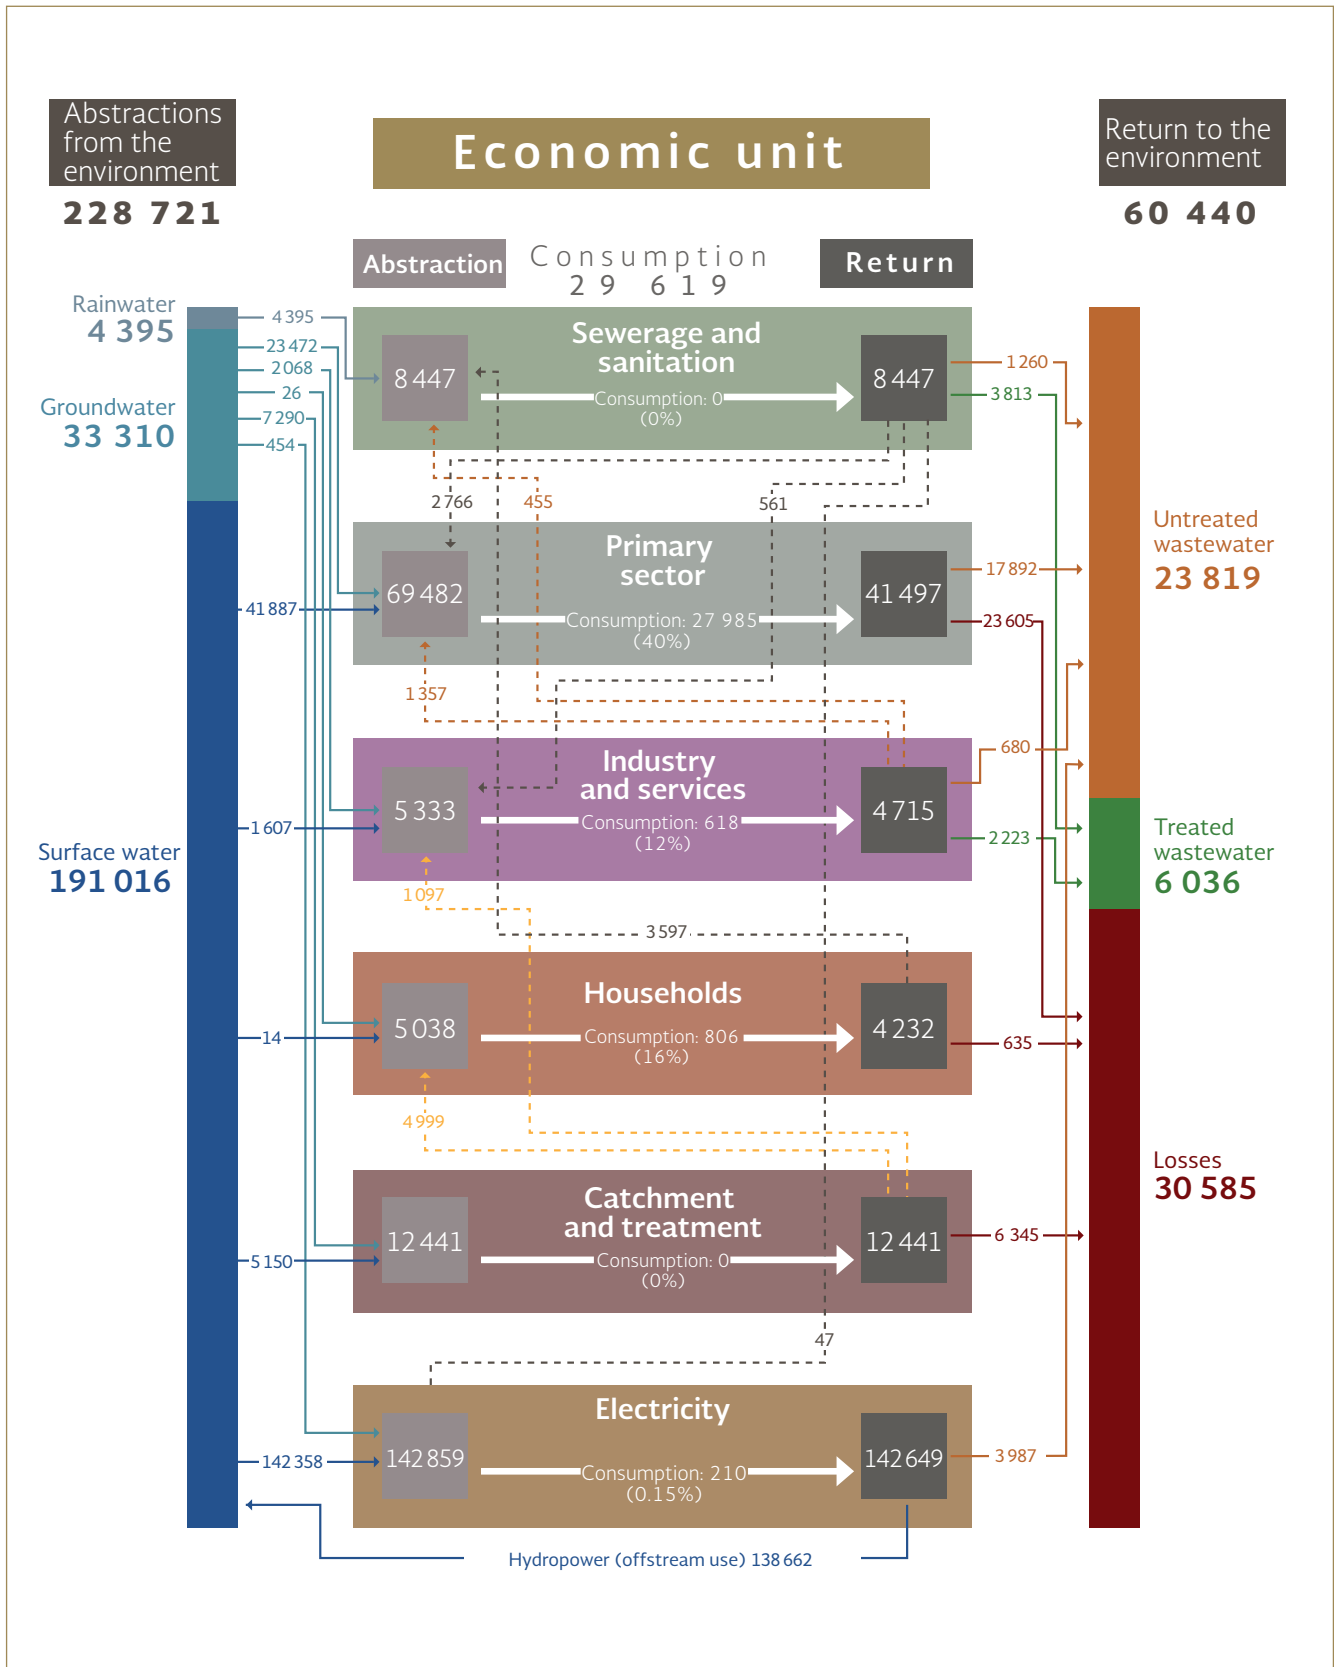 Abstractions
from the
environment
228 721
Economic unit
Return to the
environment
60 440
Abstraction
Consumption
29 619
Return
Rainwater
4 395
Groundwater
33 310
Surface water
191 016
4 395
23 472
2 068
26
7 290
454
41 887
1 607
14
5 150
142 358
Sewerage and
sanitation
8 447
Consumption: 0
(0%)
8 447
1 260
3 813
2 766
455
561
Primary
sector
69 482
Consumption: 27 985
(40%)
41 497
17 892
23 605
1 357
Industry
and services
5 333
Consumption: 618
(12%)
4 715
680
2 223
1 097
3 597
Households
5 038
Consumption: 806
(16%)
4 232
635
4 999
Catchment
and treatment
12 441
Consumption: 0
(0%)
12 441
6 345
47
Electricity
142 859
Consumption: 210
(0.15%)
142 649
3 987
Hydropower (offstream use) 138 662
Untreated
wastewater
23 819
Treated
wastewater
6 036
Losses
30 585